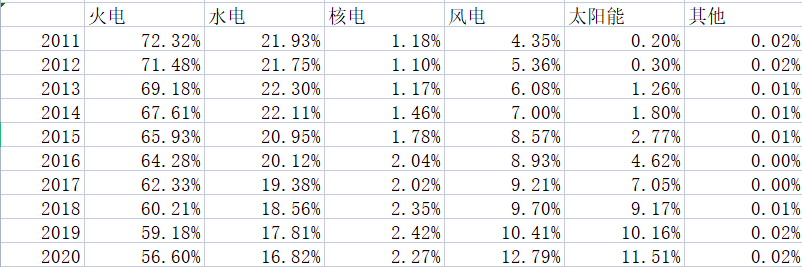 火电 水电 核电 风电 太阳能 其他
2011 72.32% 21.93% 1.18% 4.35% 0.20% 0.02%
2012 71.48% 21.75% 1.10% 5.36% 0.30% 0.02%
2013 69.18% 22.30% 1.17% 6.08% 1.26% 0.01%
2014 67.61% 22.11% 1.46% 7.00% 1.80% 0.01%
2015 65.93% 20.95% 1.78% 8.57% 2.77% 0.01%
2016 64.28% 20.12% 2.04% 8.93% 4.62% 0.00%
2017 62.33% 19.38% 2.02% 9.21% 7.05% 0.00%
2018 60.21% 18.56% 2.35% 9.70% 9.17% 0.01%
2019 59.18% 17.81% 2.42% 10.41% 10.16% 0.02%
2020 56.60% 16.82% 2.27% 12.79% 11.51% 0.02%